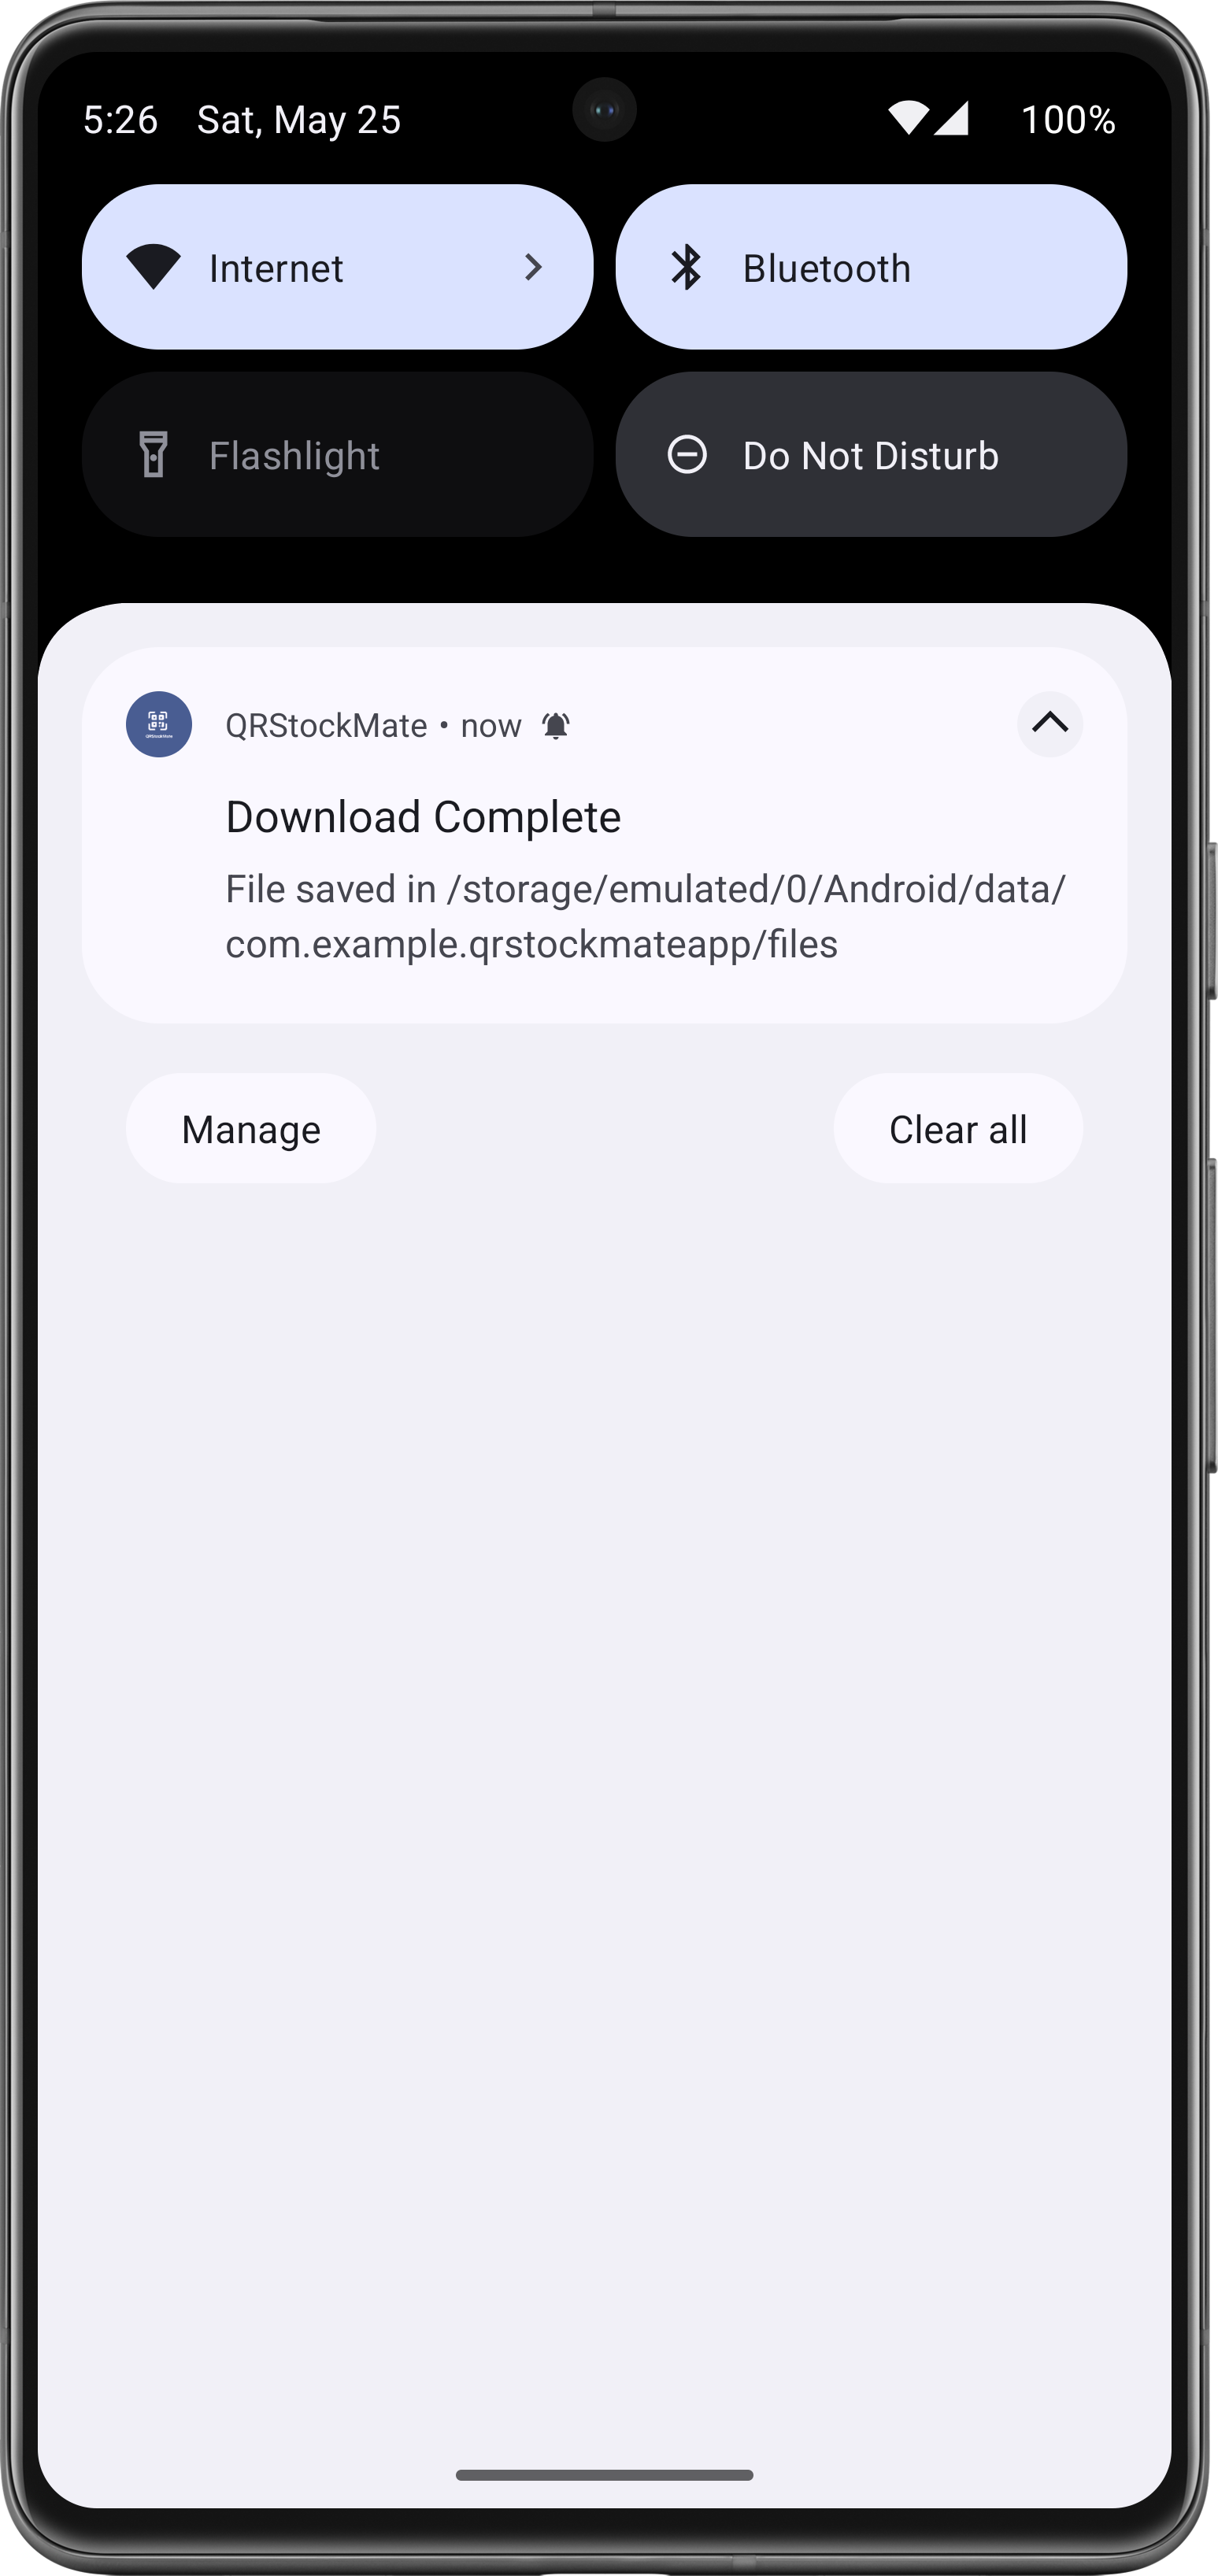 5:26 Sat, May 25 100%
Internet Bluetooth
Flashlight Do Not Disturb
QRStockMate • now
QRStockMate
Download Complete
File saved in /storage/emulated/0/Android/data/
com.example.qrstockmateapp/files
Manage Clear all